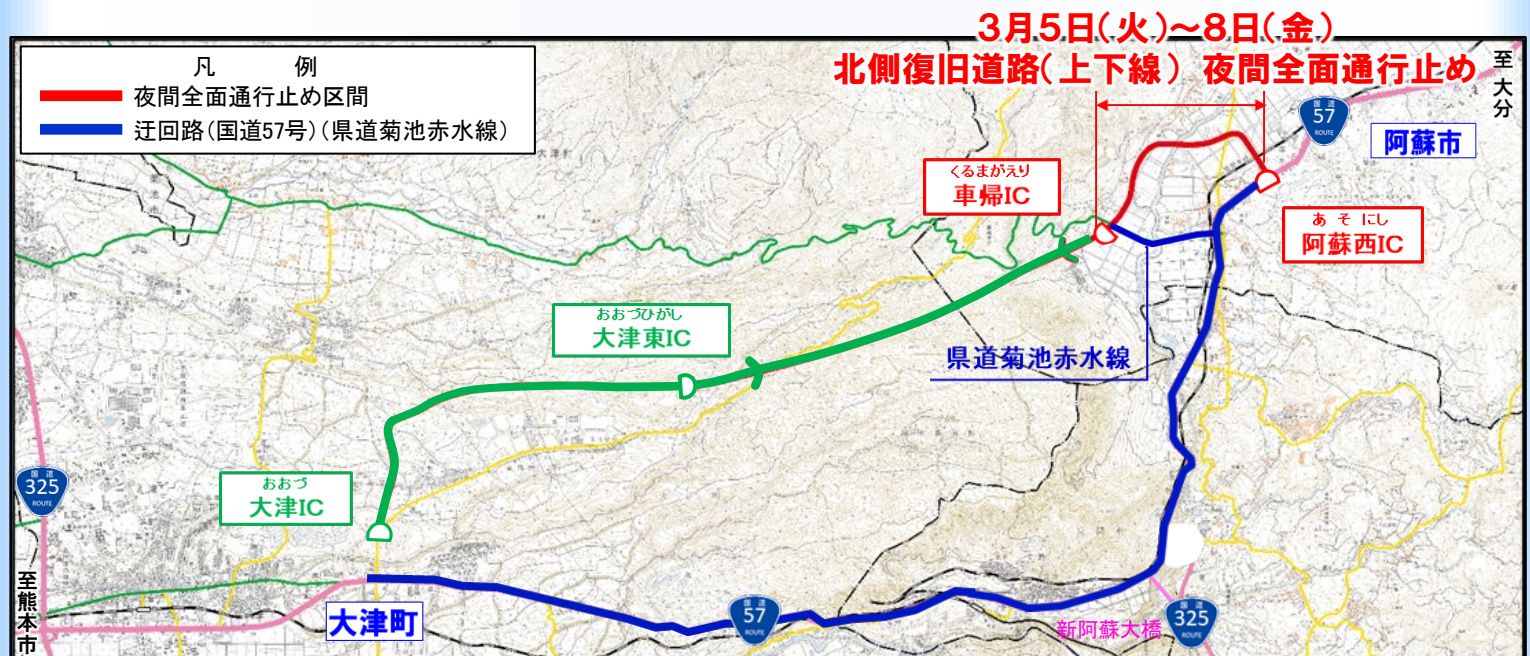 3月5日(火)~8日(金)
北側復旧道路(上下線) 夜間全面通行止め
凡 例
夜間全面通行止め区間
迂回路(国道57号)(県道菊池赤水線)
至大分
国道
57
ROUTE
阿蘇市
くるまがえり
車帰IC
あそにし
阿蘇西IC
おおづひがし
大津東IC
県道菊池赤水線
国道
325
ROUTE
おおづ
大津IC
至熊本市
大津町
国道
57
ROUTE
新阿蘇大橋
国道
325
ROUTE